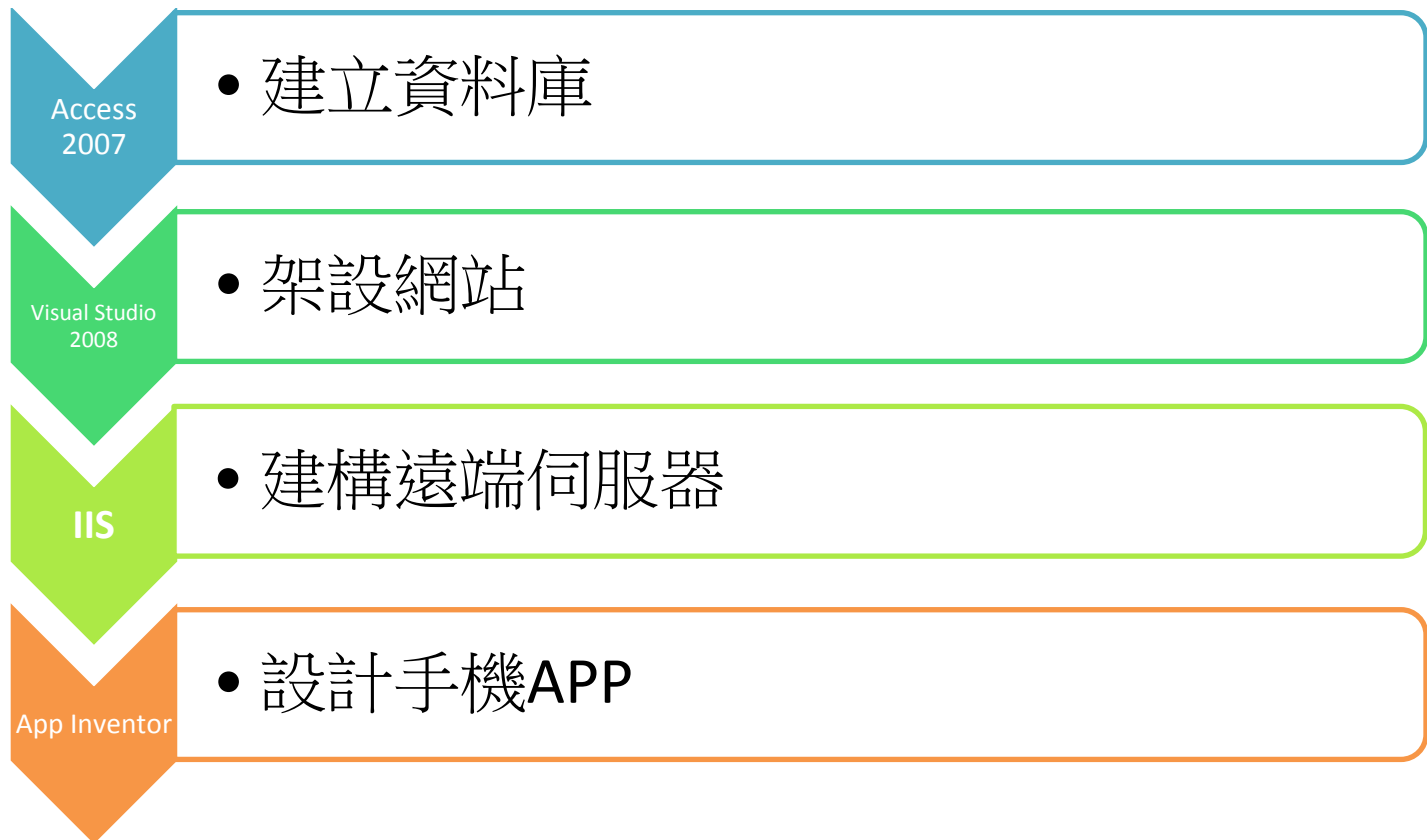 Access
2007
• 建立資料庫
Visual Studio
2008
• 架設網站
IIS
• 建構遠端伺服器
App Inventor
• 設計手機APP